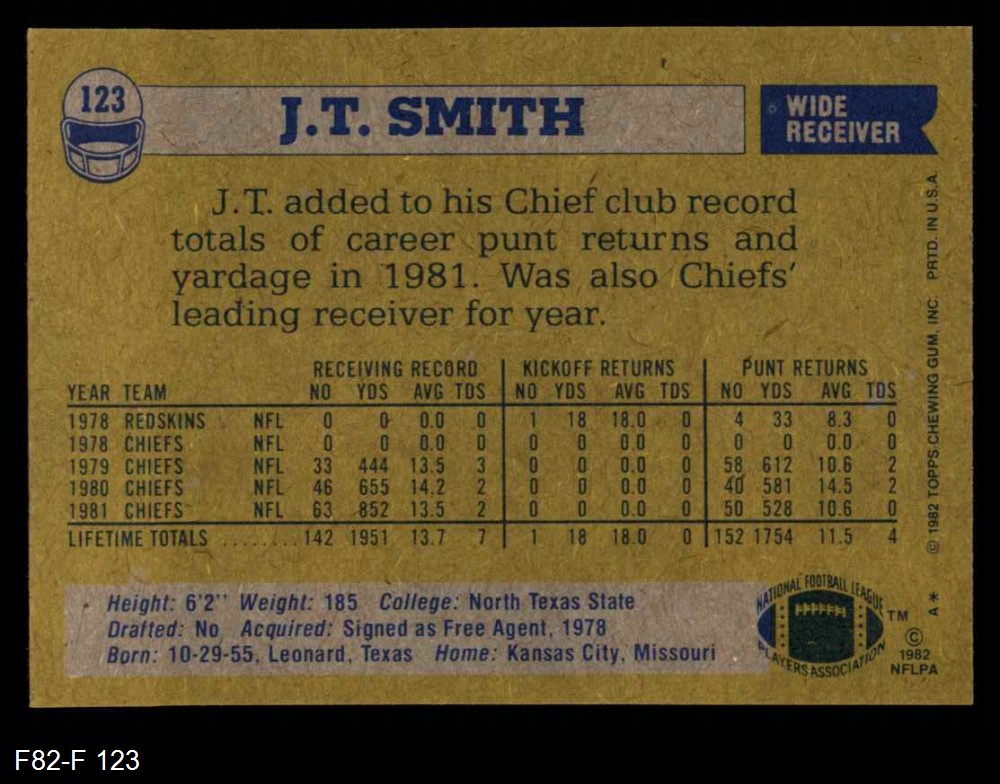 123
J.T. SMITH
WIDE
RECEIVER
J.T. added to his Chief club record
totals of career punt returns and
yardage in 1981. Was also Chiefs'
leading receiver for year.
RECEIVING RECORD KICKOFF RETURNS PUNT RETURNS
YEAR TEAM NO YDS AVG TDS NO YDS AVG TDS NO YDS AVG TDS
1978 REDSKINS NFL 0 0 0.0 0 1 18 18.0 0 4 33 8.3 0
1978 CHIEFS NFL 0 0 0.0 0 0 0 0.0 0 0 0 0.0 0
1979 CHIEFS NFL 33 444 13.5 3 0 0 0.0 0 58 612 10.6 2
1980 CHIEFS NFL 46 655 14.2 2 0 0 0.0 0 40 581 14.5 2
1981 CHIEFS NFL 63 852 13.5 2 0 0 0.0 0 50 528 10.6 0
LIFETIME TOTALS ........ 142 1951 13.7 7 1 18 18.0 0 152 1754 11.5 4
Height: 6'2" Weight: 185 College: North Texas State
Drafted: No Acquired: Signed as Free Agent, 1978
Born: 10-29-55, Leonard, Texas Home: Kansas City, Missouri
NATIONAL FOOTBALL LEAGUE
PLAYERS ASSOCIATION
TM
©
1982
NFLPA
A*
© 1982 TOPPS CHEWING GUM, INC. PRTD. IN U.S.A.
F82-F 123